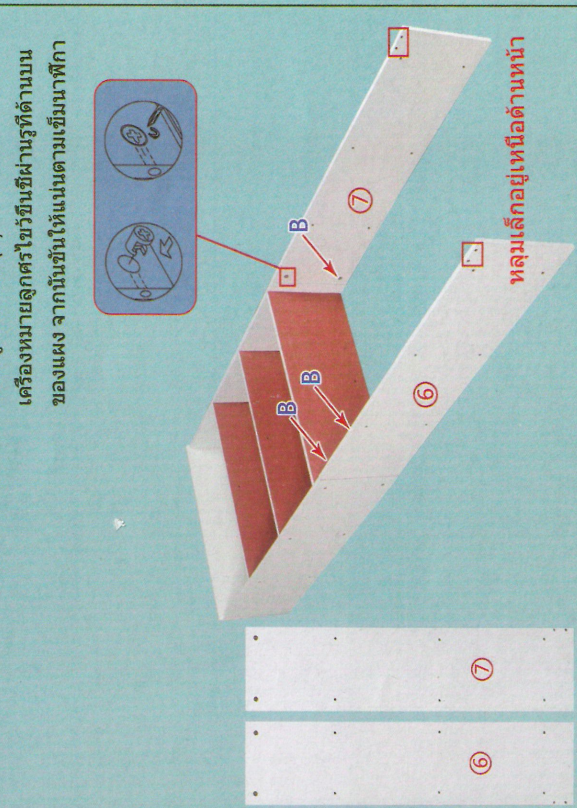 เครื่องหมายลูกศรไขว้ขึ้นชี้ผ่านรูที่ด้านบน
ของแผง จากนั้นขันให้แน่นตามเข็มนาฬิกา
B
B
B
⑦
⑥
หลุมเล็กอยู่เหนือด้านหน้า
⑦
⑥